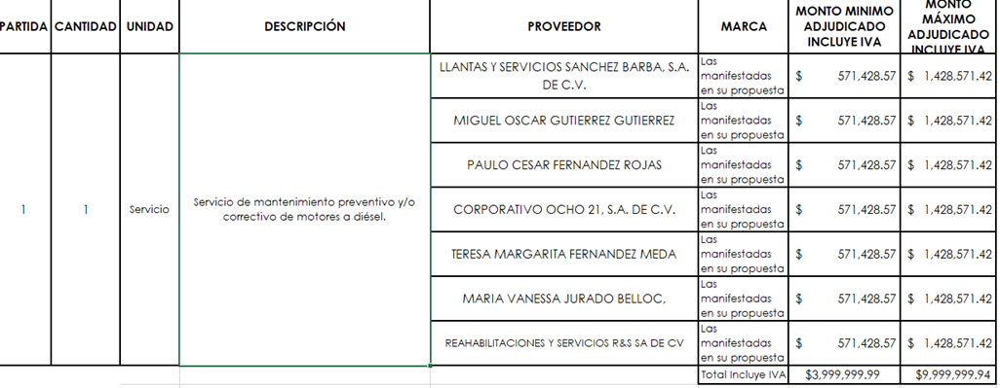 PARTIDA CANTIDAD UNIDAD DESCRIPCIÓN PROVEEDOR MARCA MONTO MINIMO ADJUDICADO INCLUYE IVA MONTO MÁXIMO ADJUDICADO INCLUYE IVA
1 1 Servicio Servicio de mantenimiento preventivo y/o correctivo de motores a diésel.
LLANTAS Y SERVICIOS SANCHEZ BARBA, S.A. DE C.V. Las manifestadas en su propuesta $ 571,428.57 $ 1,428,571.42
MIGUEL OSCAR GUTIERREZ GUTIERREZ Las manifestadas en su propuesta $ 571,428.57 $ 1,428,571.42
PAULO CESAR FERNANDEZ ROJAS Las manifestadas en su propuesta $ 571,428.57 $ 1,428,571.42
CORPORATIVO OCHO 21, S.A. DE C.V. Las manifestadas en su propuesta $ 571,428.57 $ 1,428,571.42
TERESA MARGARITA FERNANDEZ MEDA Las manifestadas en su propuesta $ 571,428.57 $ 1,428,571.42
MARIA VANESSA JURADO BELLOC, Las manifestadas en su propuesta $ 571,428.57 $ 1,428,571.42
REAHABILITACIONES Y SERVICIOS R&S SA DE CV Las manifestadas en su propuesta $ 571,428.57 $ 1,428,571.42
Total Incluye IVA $3,999,999.99 $9,999,999.94